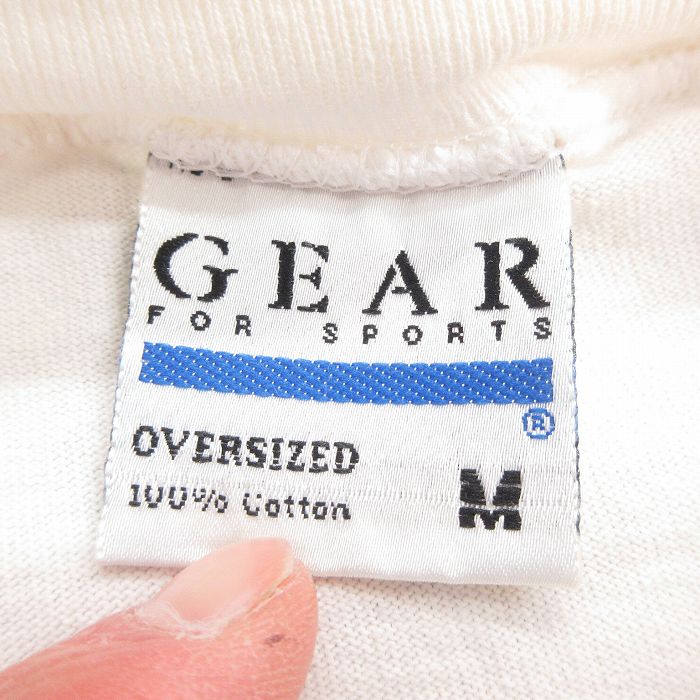 GEAR
FOR SPORTS
®
OVERSIZED
100% Cotton
M